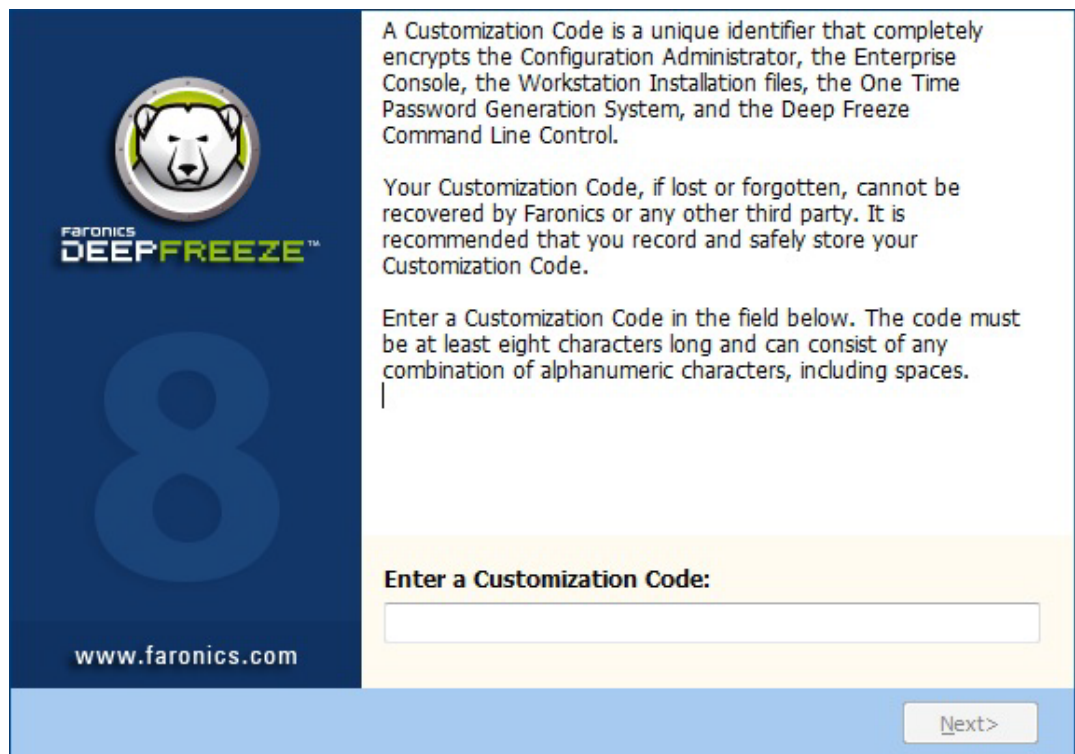 A Customization Code is a unique identifier that completely
encrypts the Configuration Administrator, the Enterprise
Console, the Workstation Installation files, the One Time
Password Generation System, and the Deep Freeze
Command Line Control.
Your Customization Code, if lost or forgotten, cannot be
recovered by Faronics or any other third party. It is
recommended that you record and safely store your
Customization Code.
Enter a Customization Code in the field below. The code must
be at least eight characters long and can consist of any
combination of alphanumeric characters, including spaces.
FARONICS
DEEPFREEZE™
8
www.faronics.com
Enter a Customization Code:
Next>